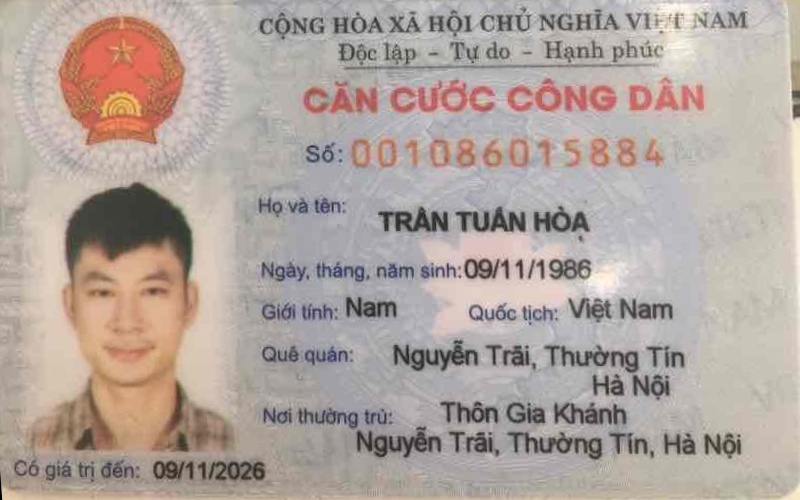 CỘNG HÒA XÃ HỘI CHỦ NGHĨA VIỆT NAM
Độc lập - Tự do - Hạnh phúc
CĂN CƯỚC CÔNG DÂN
Số: 001086015884
Họ và tên: TRẦN TUẤN HÒA
Ngày, tháng, năm sinh: 09/11/1986
Giới tính: Nam Quốc tịch: Việt Nam
Quê quán: Nguyễn Trãi, Thường Tín
Hà Nội
Nơi thường trú: Thôn Gia Khánh
Nguyễn Trãi, Thường Tín, Hà Nội
Có giá trị đến: 09/11/2026